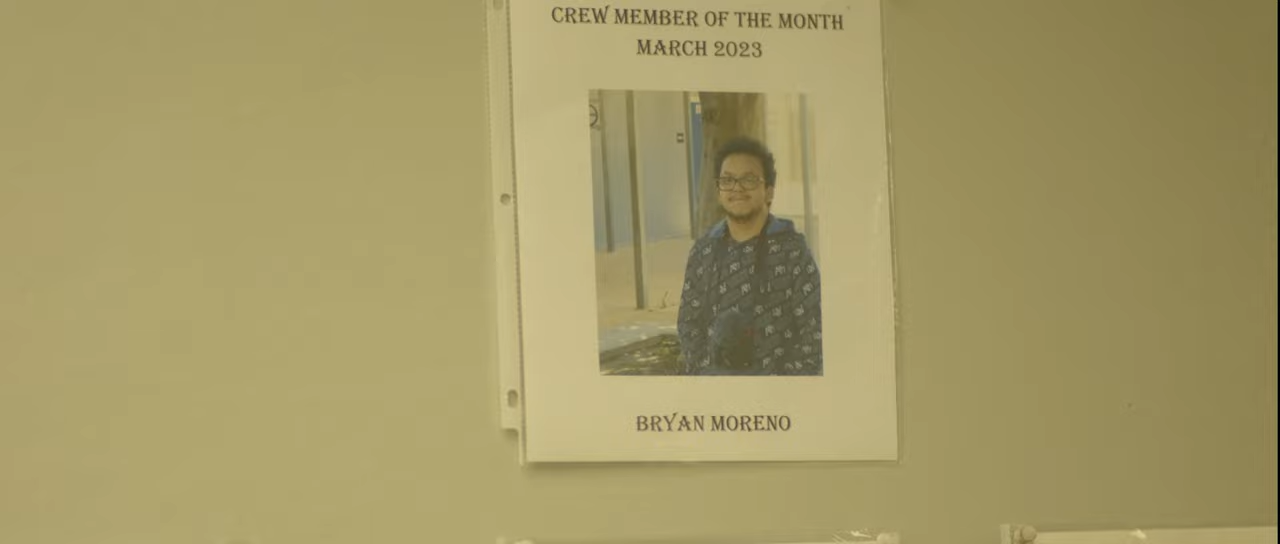 CREW MEMBER OF THE MONTH
MARCH 2023
BRYAN MORENO